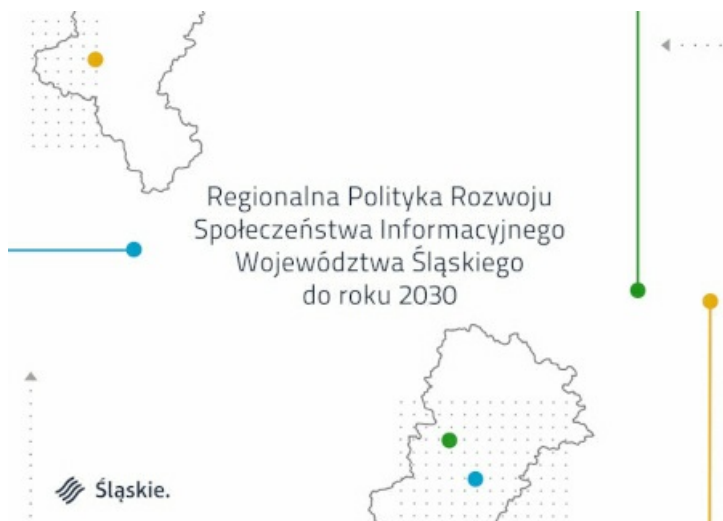 Regionalna Polityka Rozwoju
Społeczeństwa Informacyjnego
Województwa Śląskiego
do roku 2030
Śląskie.